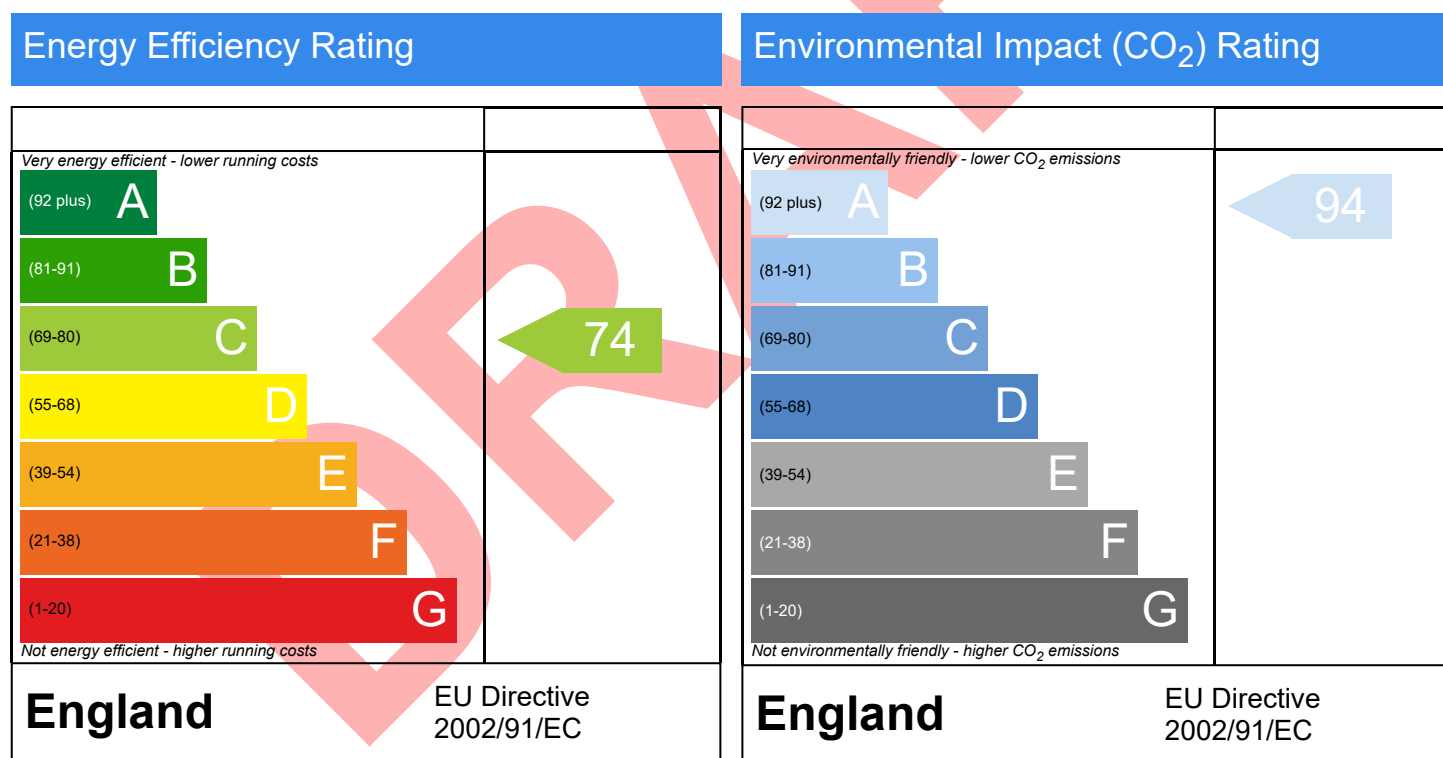 Energy Efficiency Rating
Very energy efficient - lower running costs
(92 plus) A
(81-91) B
(69-80) C
74
(55-68) D
(39-54) E
(21-38) F
(1-20) G
Not energy efficient - higher running costs
England
EU Directive
2002/91/EC
Environmental Impact (CO₂) Rating
Very environmentally friendly - lower CO₂ emissions
(92 plus) A
94
(81-91) B
(69-80) C
(55-68) D
(39-54) E
(21-38) F
(1-20) G
Not environmentally friendly - higher CO₂ emissions
England
EU Directive
2002/91/EC